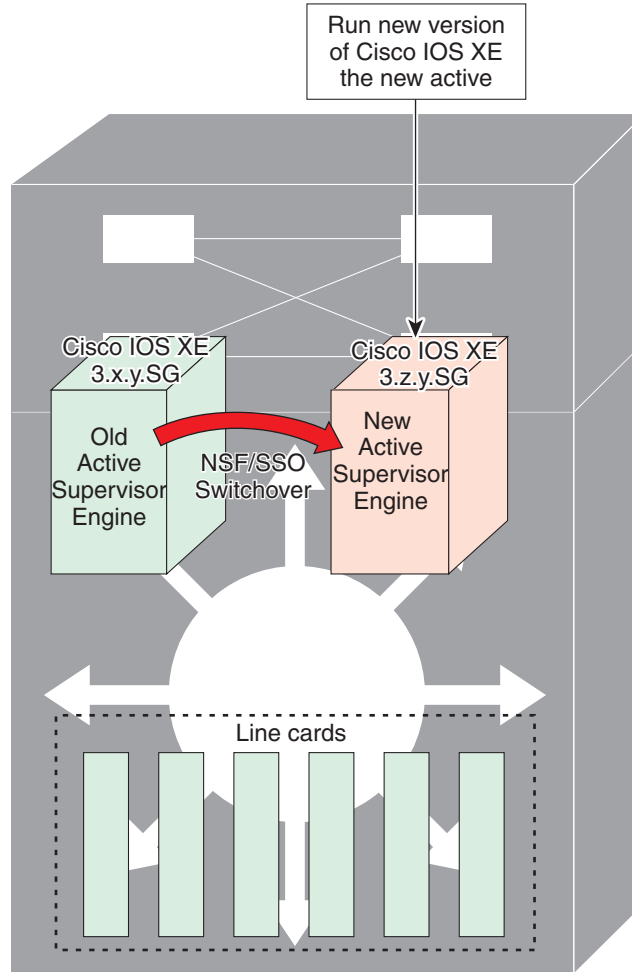 Run new version
of Cisco IOS XE
the new active
Cisco IOS XE
3.x.y.SG
Cisco IOS XE
3.z.y.SG
Old
Active
Supervisor
Engine
NSF/SSO
Switchover
New
Active
Supervisor
Engine
Line cards